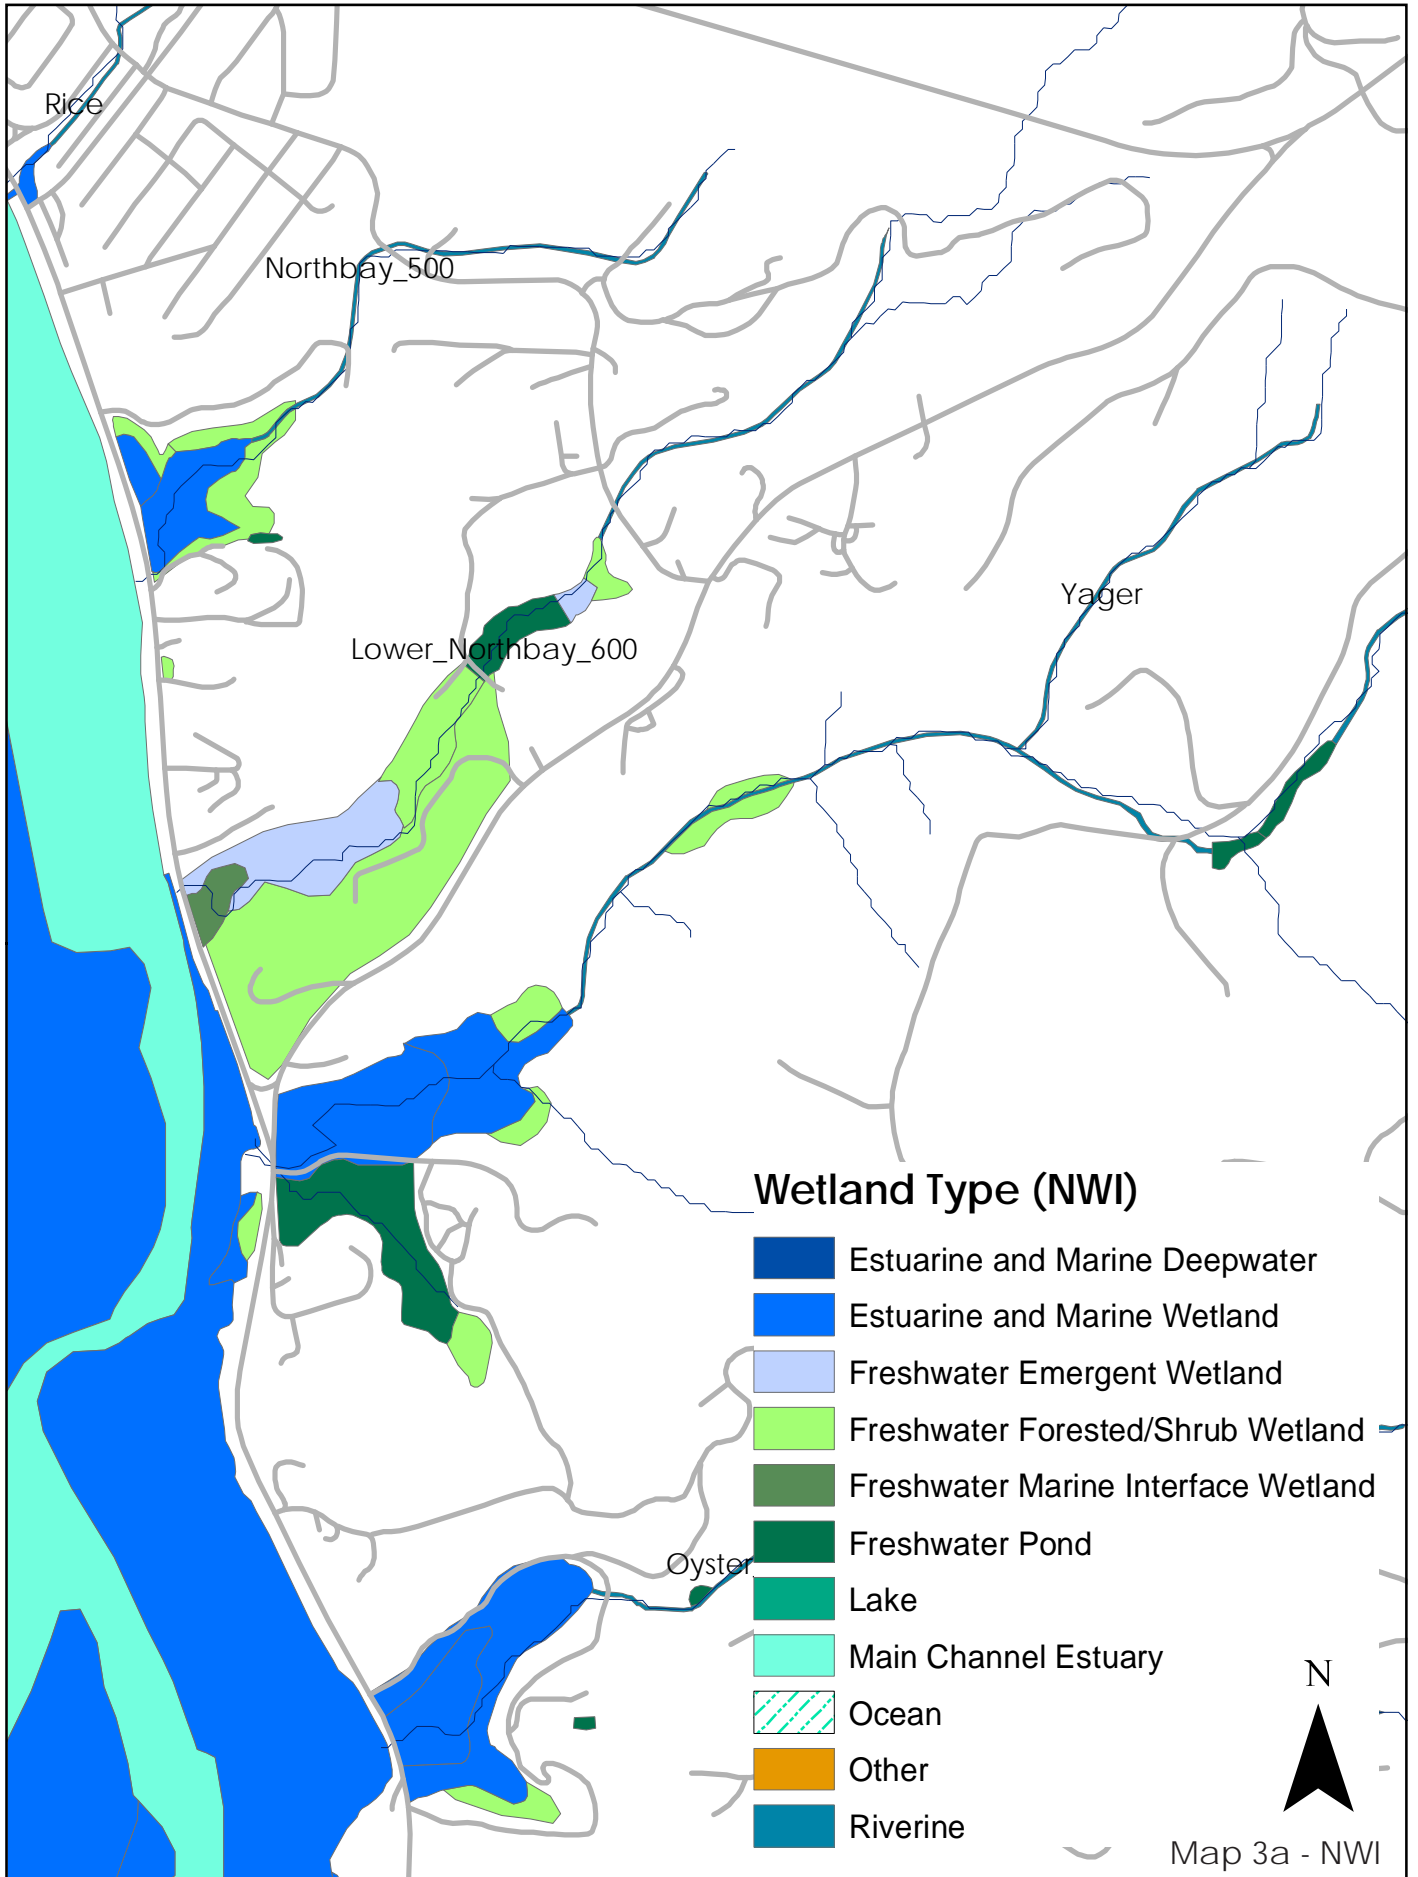 Rice
Northbay_500
Yager
Lower_Northbay_600
Wetland Type (NWI)
Estuarine and Marine Deepwater
Estuarine and Marine Wetland
Freshwater Emergent Wetland
Freshwater Forested/Shrub Wetland
Freshwater Marine Interface Wetland
Freshwater Pond
Oyster
Lake
Main Channel Estuary
N
Ocean
Other
Riverine
Map 3a - NWI